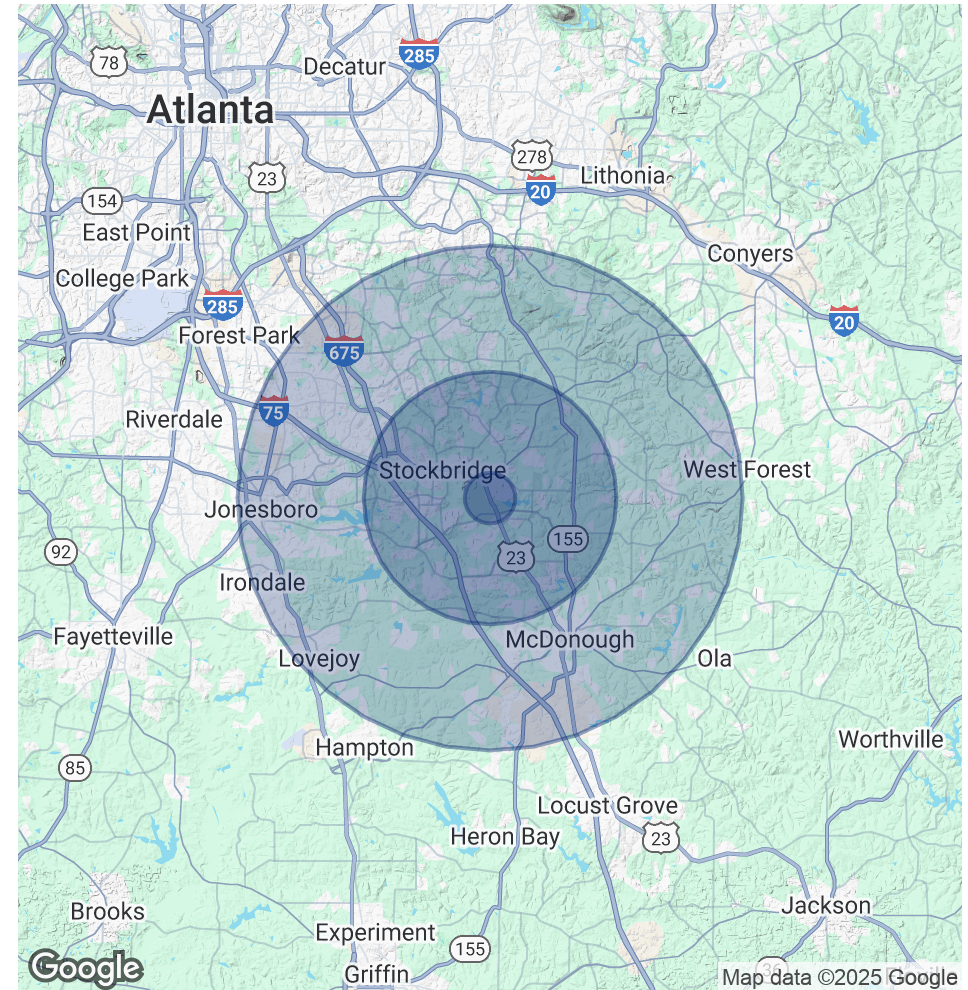 285
78
Decatur
Atlanta
278
Lithonia
23
20
154
East Point
Conyers
College Park
285
20
Forest Park
675
75
Riverdale
Stockbridge
West Forest
Jonesboro
155
92
23
Irondale
Fayetteville
McDonough
Lovejoy
Ola
Hampton
Worthville
85
Locust Grove
Heron Bay
23
Brooks
Jackson
Experiment
155
Griffin
Google
36
Map data ©2025 Google